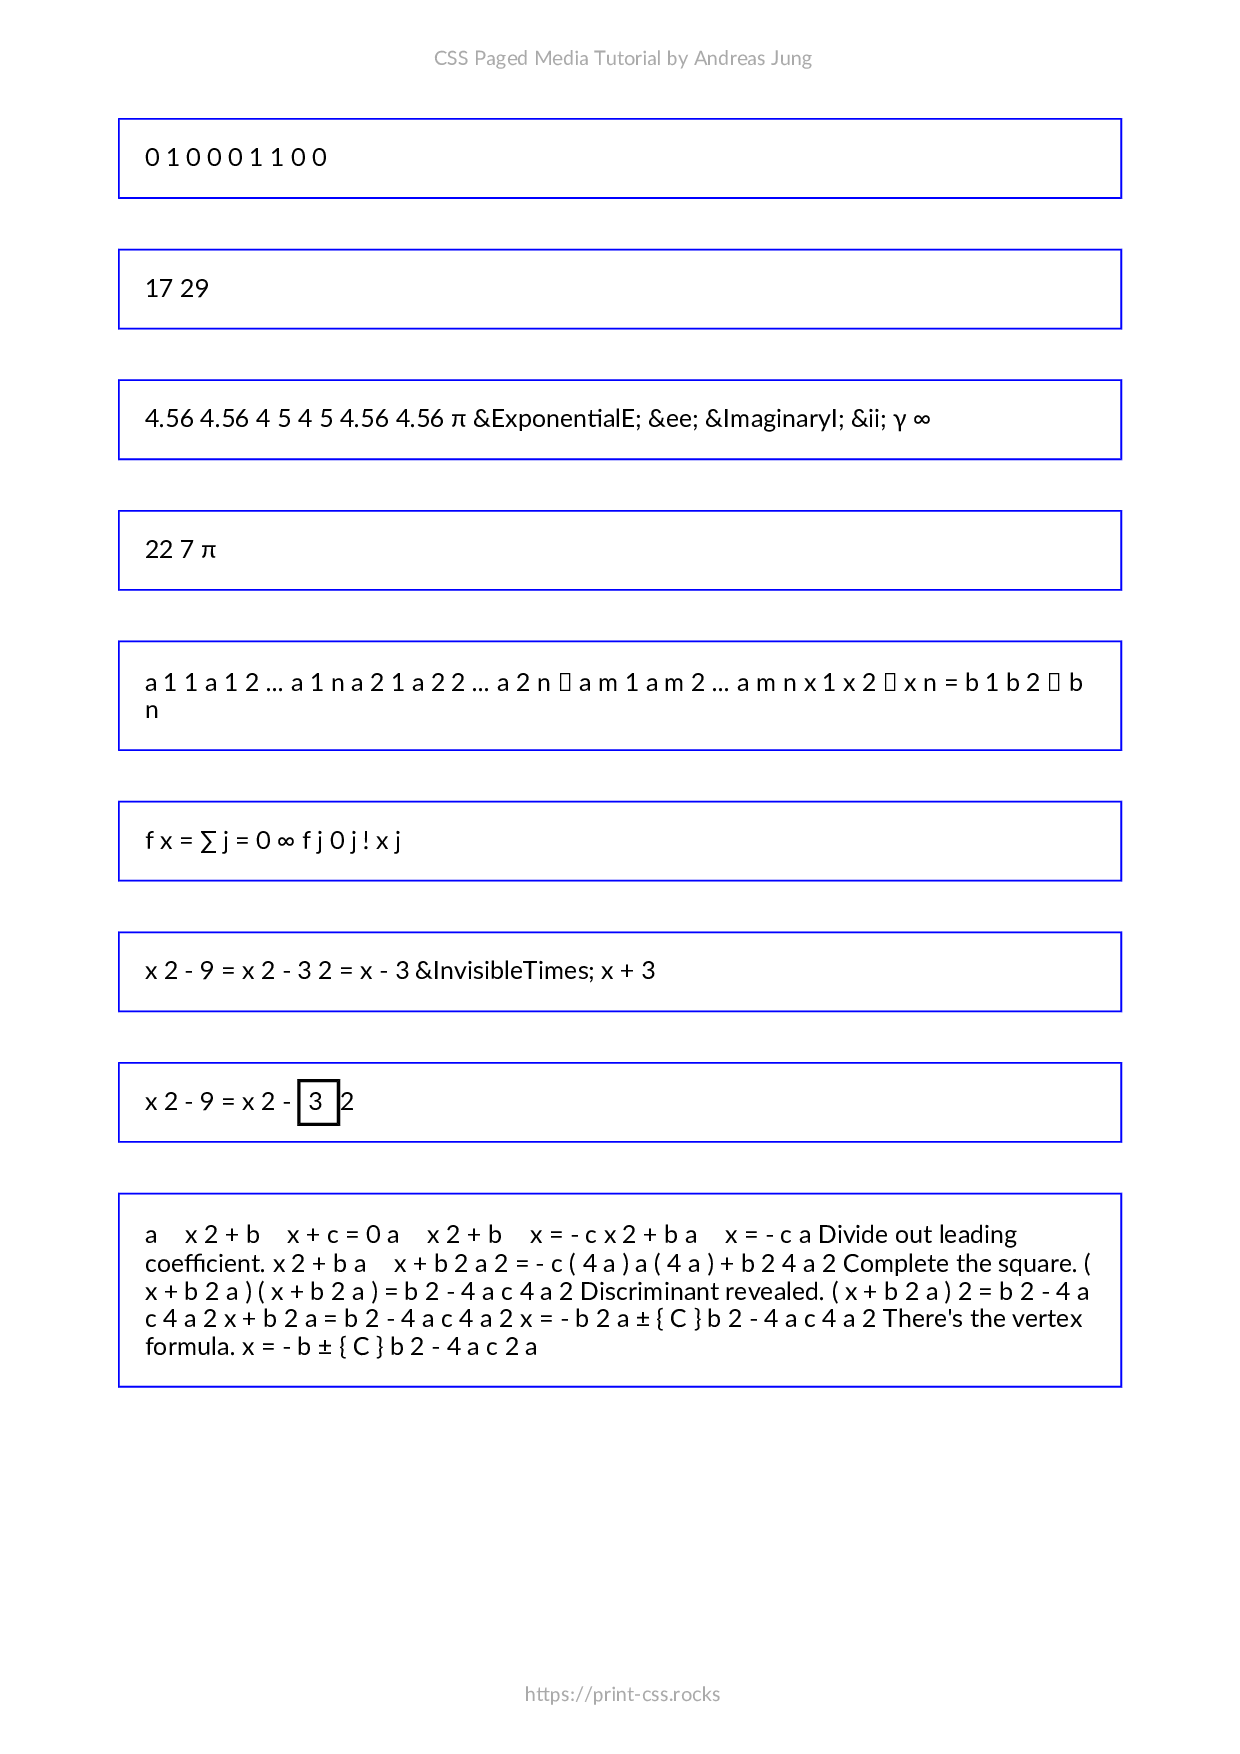 CSS Paged Media Tutorial by Andreas Jung
0 1 0 0 0 1 1 0 0
17 29
4.56 4.56 4 5 4 5 4.56 4.56 π &ExponentialE; &ee; &ImaginaryI; &ii; γ ∞
22 7 π
a 1 1 a 1 2 … a 1 n a 2 1 a 2 2 … a 2 n ▯ a m 1 a m 2 … a m n x 1 x 2 ▯ x n = b 1 b 2 ▯ b
n
f x = ∑ j = 0 ∞ f j 0 j ! x j
x 2 - 9 = x 2 - 3 2 = x - 3 &InvisibleTimes; x + 3
x 2 - 9 = x 2 - 3 2
a x 2 + b x + c = 0 a x 2 + b x = - c x 2 + b a x = - c a Divide out leading
coefficient. x 2 + b a x + b 2 a 2 = - c ( 4 a ) a ( 4 a ) + b 2 4 a 2 Complete the square. (
x + b 2 a ) ( x + b 2 a ) = b 2 - 4 a c 4 a 2 Discriminant revealed. ( x + b 2 a ) 2 = b 2 - 4 a
c 4 a 2 x + b 2 a = b 2 - 4 a c 4 a 2 x = - b 2 a ± { C } b 2 - 4 a c 4 a 2 There's the vertex
formula. x = - b ± { C } b 2 - 4 a c 2 a
https://print-css.rocks